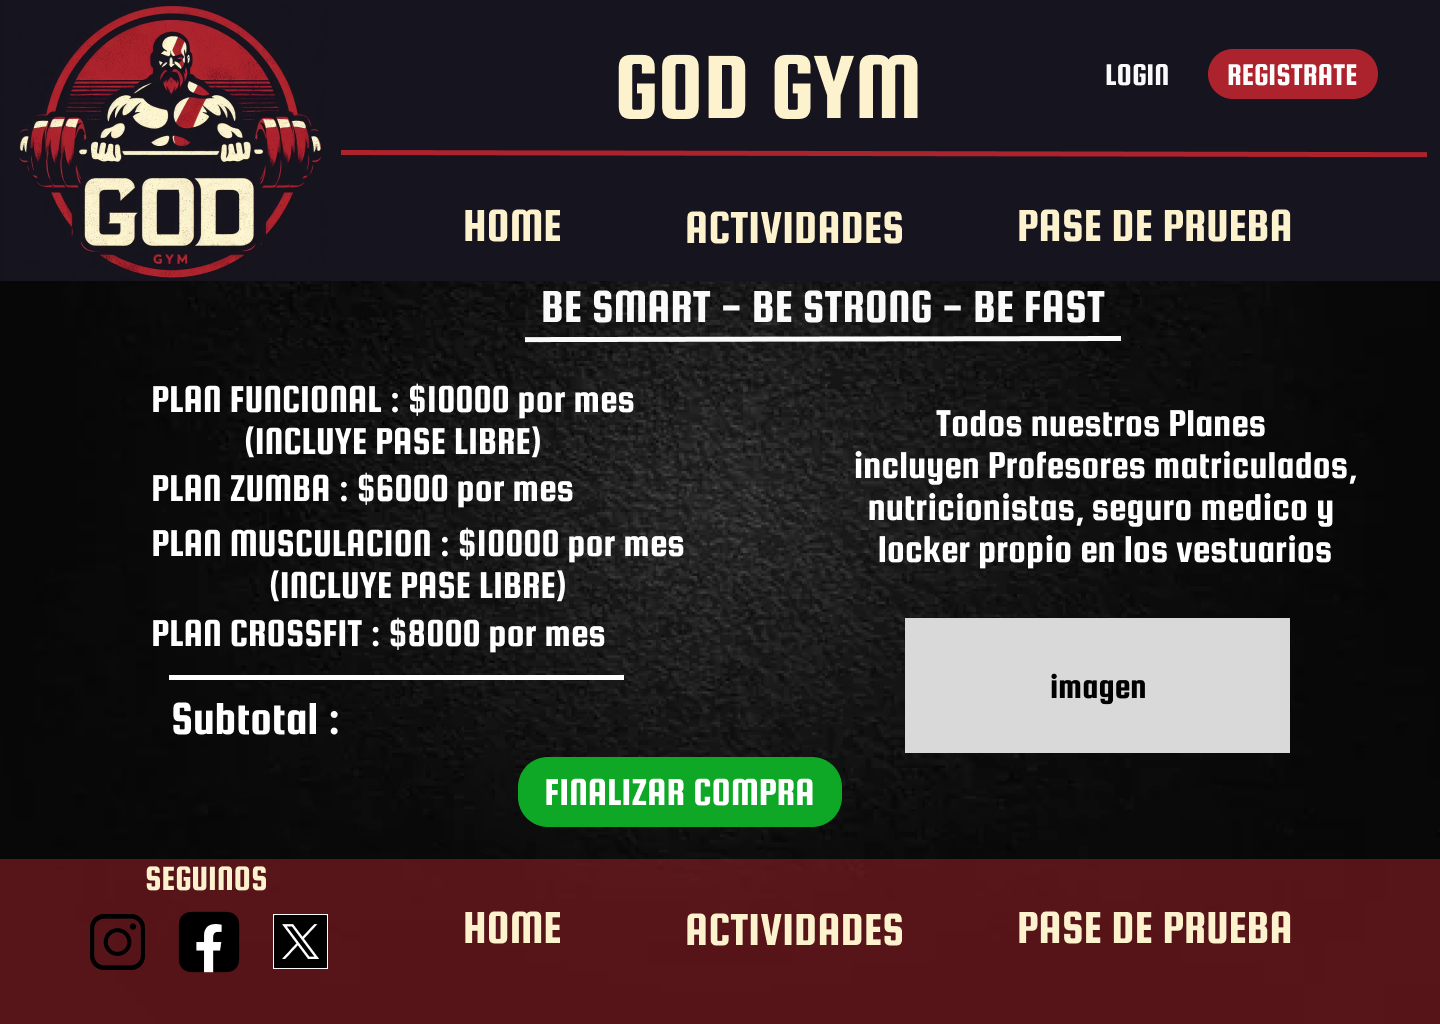 GOD
GYM
GOD GYM
LOGIN
REGISTRATE
HOME
ACTIVIDADES
PASE DE PRUEBA
BE SMART - BE STRONG - BE FAST
PLAN FUNCIONAL : $10000 por mes
(INCLUYE PASE LIBRE)
PLAN ZUMBA : $6000 por mes
PLAN MUSCULACION : $10000 por mes
(INCLUYE PASE LIBRE)
PLAN CROSSFIT : $8000 por mes
Subtotal :
Todos nuestros Planes
incluyen Profesores matriculados,
nutricionistas, seguro medico y
locker propio en los vestuarios
imagen
FINALIZAR COMPRA
SEGUINOS
HOME
ACTIVIDADES
PASE DE PRUEBA